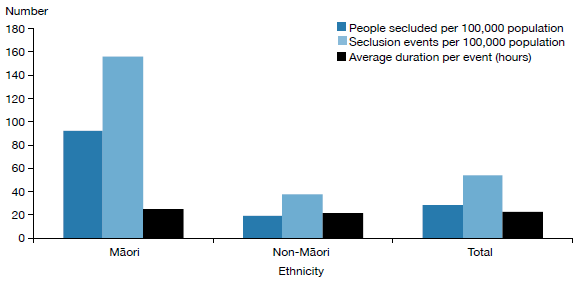 Number
People secluded per 100,000 population
Seclusion events per 100,000 population
Average duration per event (hours)
180
160
140
120
100
80
60
40
20
0
Māori
Non-Māori
Total
Ethnicity